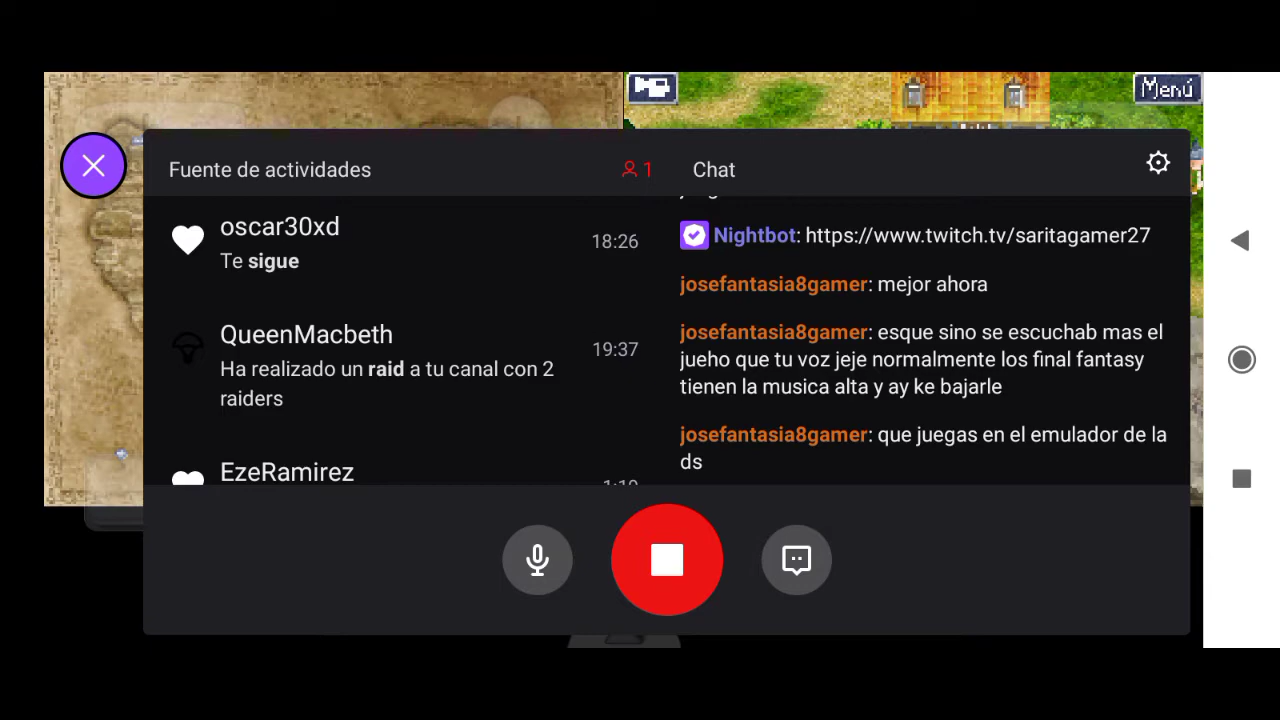 Menú
Fuente de actividades
1
oscar30xd
Te sigue
18:26
QueenMacbeth
Ha realizado un raid a tu canal con 2
raiders
19:37
EzeRamirez
Chat
Nightbot: https://www.twitch.tv/saritagamer27
josefantasia8gamer: mejor ahora
josefantasia8gamer: esque sino se escuchab mas el
jueho que tu voz jeje normalmente los final fantasy
tienen la musica alta y ay ke bajarle
josefantasia8gamer: que juegas en el emulador de la
ds